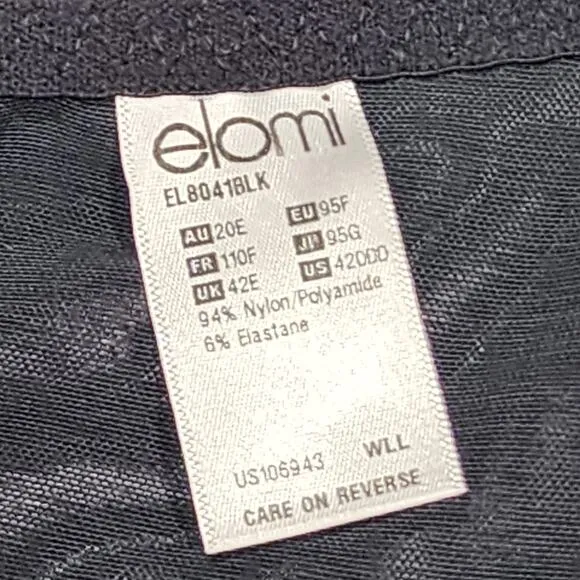 elomi
EL8041BLK
AU 20E EU 95F
FR 110F JP 95G
UK 42E US 42DDD
94% Nylon/Polyamide
6% Elastane
US106943 WLL
CARE ON REVERSE